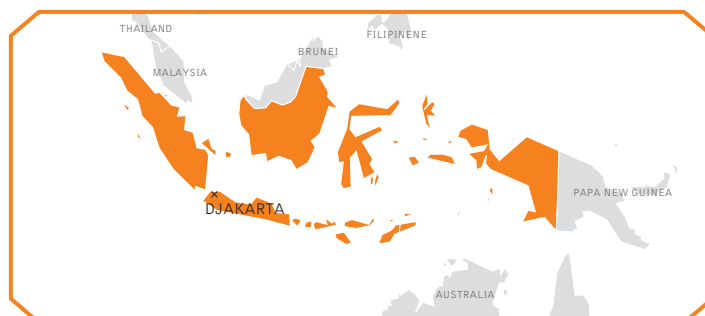 THAILAND
FILIPINENE
BRUNEI
MALAYSIA
PAPA NEW GUINEA
DJAKARTA
AUSTRALIA